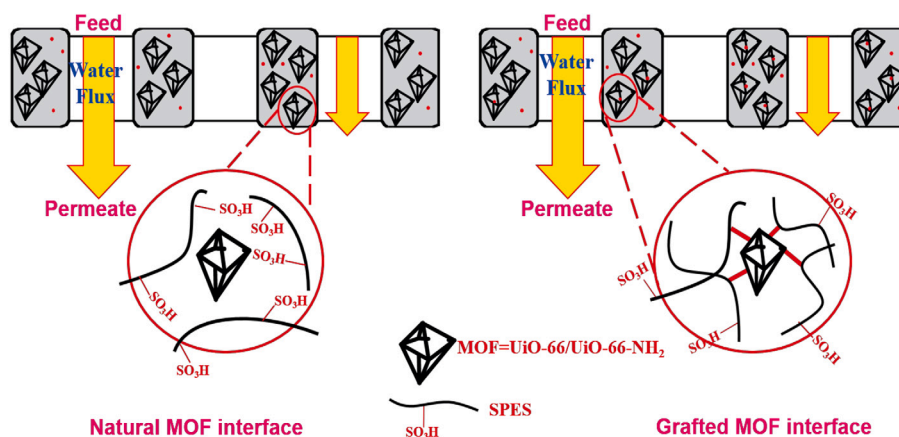 Feed
Water
Flux
Permeate
SO3H
SO3H
SO3H
SO3H
SO3H
SO3H
Natural MOF interface
MOF=UiO-66/UiO-66-NH2
SPES
SO3H
Feed
Water
Flux
Permeate
SO3H
SO3H
SO3H
SO3H
Grafted MOF interface